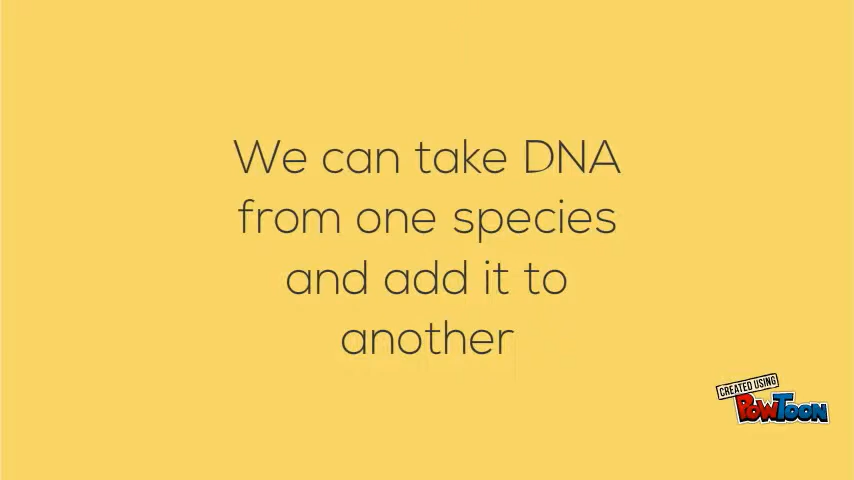 We can take DNA
from one species
and add it to
another
CREATED USING
POWTOON